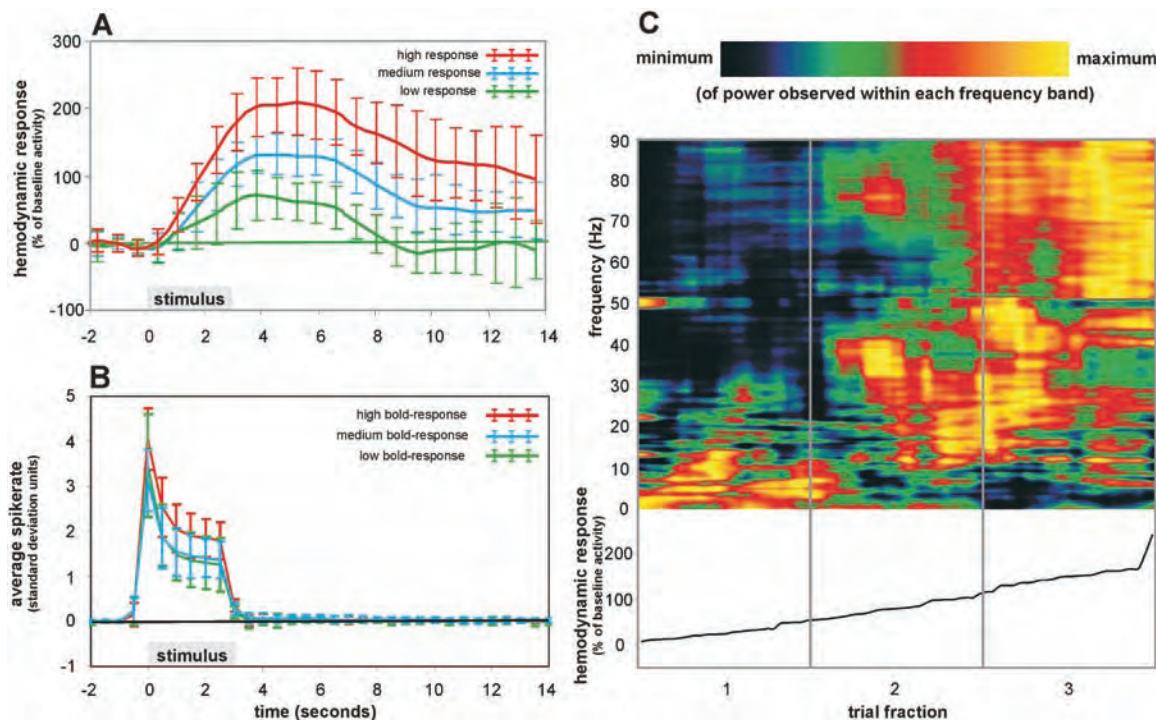 A
hemodynamic response
(% of baseline activity)
300
200
100
0
-100
high response
medium response
low response
stimulus
-2 0 2 4 6 8 10 12 14
B
average spikerate
(standard deviation units)
5
4
3
2
1
0
-1
high bold-response
medium bold-response
low bold-response
stimulus
-2 0 2 4 6 8 10 12 14
time (seconds)
C
minimum maximum
(of power observed within each frequency band)
frequency (Hz)
90
80
70
60
50
40
30
20
10
0
hemodynamic response
(% of baseline activity)
200
100
0
1 2 3
trial fraction